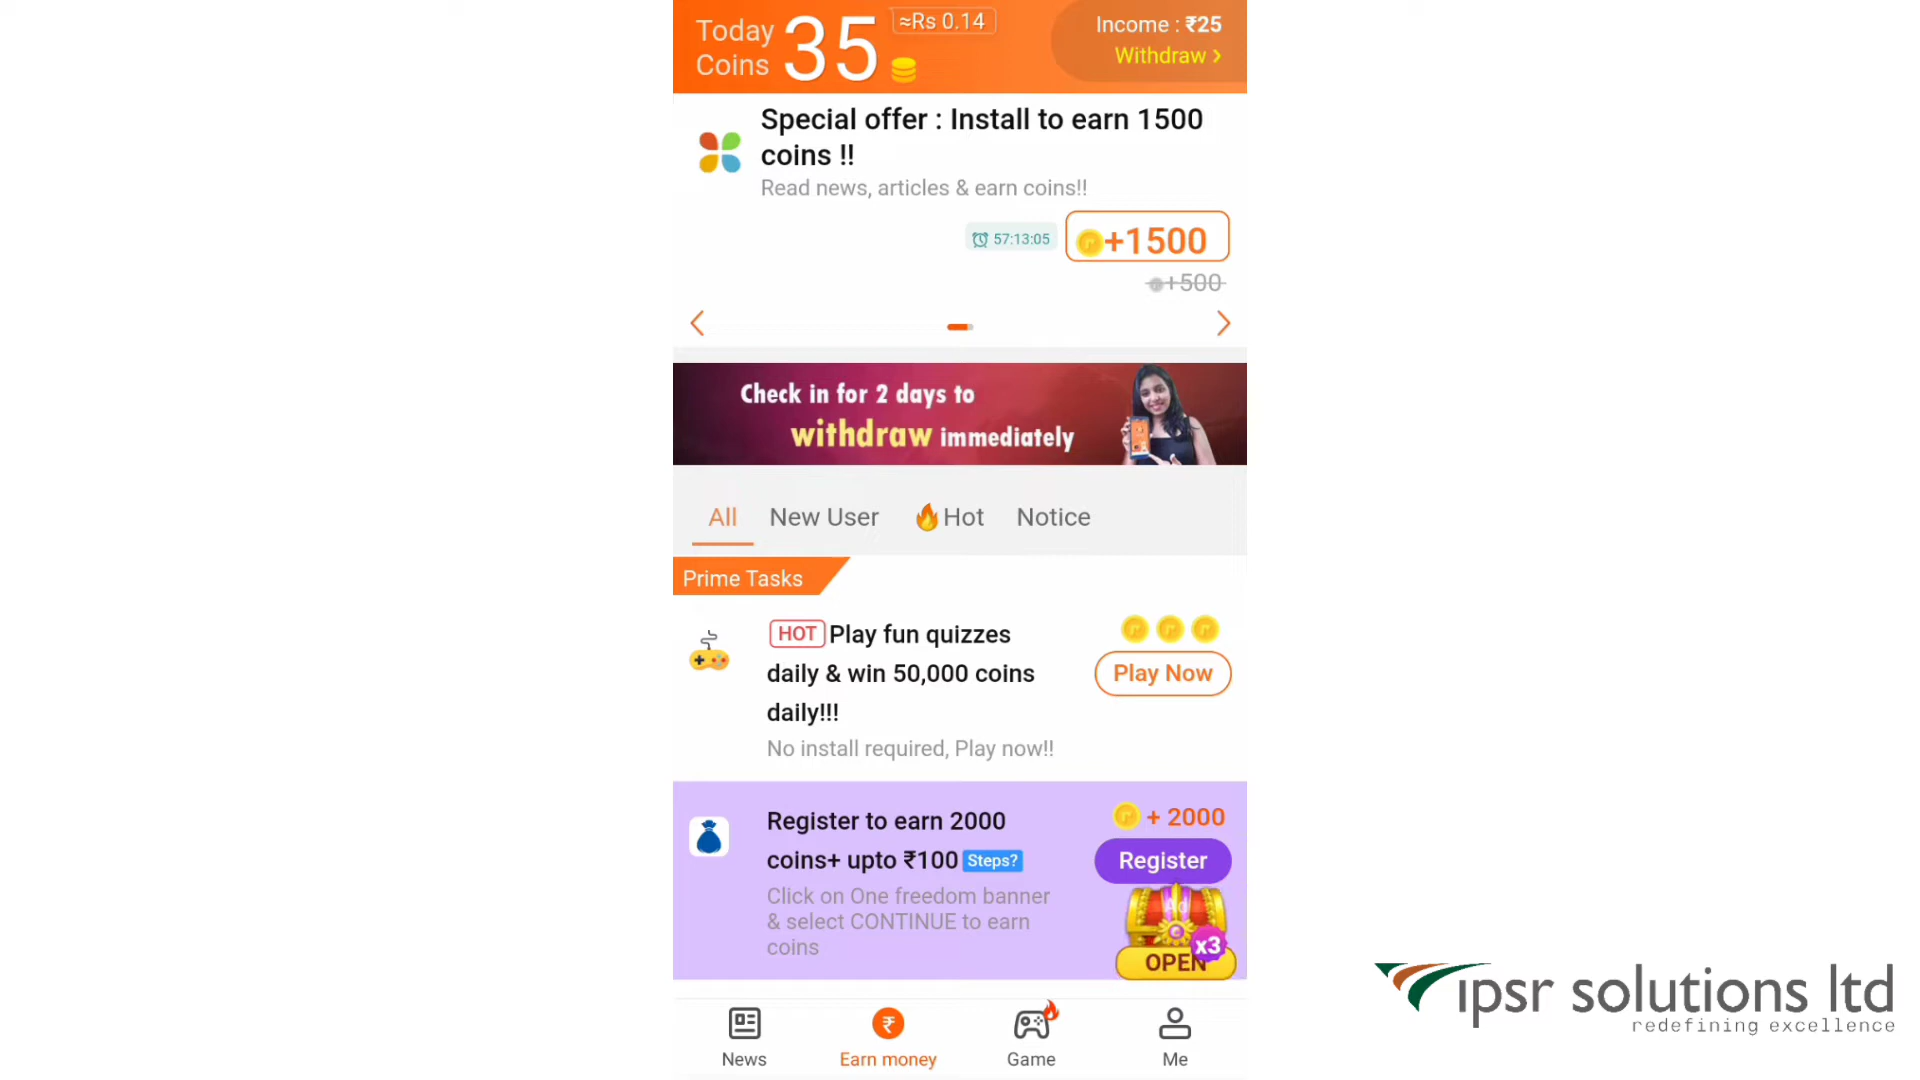 Today
Coins
35
≈Rs 0.14
Income : ₹25
Withdraw >
Special offer : Install to earn 1500
coins !!
Read news, articles & earn coins!!
57:13:05
+1500
+500
Check in for 2 days to
withdraw immediately
All
New User
Hot
Notice
Prime Tasks
HOT Play fun quizzes
daily & win 50,000 coins
daily!!!
No install required, Play now!!
Play Now
Register to earn 2000
coins+ upto ₹100 Steps?
Click on One freedom banner
& select CONTINUE to earn
coins
+ 2000
Register
Ad
x3
OPEN
News
Earn money
Game
Me
ipsr solutions ltd
redefining excellence